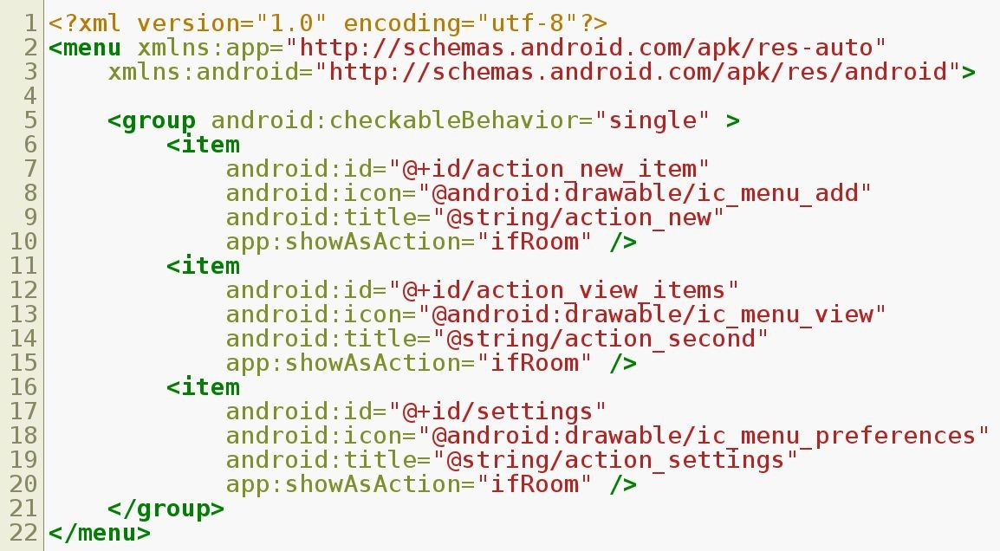 1 <?xml version="1.0" encoding="utf-8"?>
2 <menu xmlns:app="http://schemas.android.com/apk/res-auto"
3     xmlns:android="http://schemas.android.com/apk/res/android">
4
5     <group android:checkableBehavior="single" >
6         <item
7             android:id="@+id/action_new_item"
8             android:icon="@android:drawable/ic_menu_add"
9             android:title="@string/action_new"
10             app:showAsAction="ifRoom" />
11         <item
12             android:id="@+id/action_view_items"
13             android:icon="@android:drawable/ic_menu_view"
14             android:title="@string/action_second"
15             app:showAsAction="ifRoom" />
16         <item
17             android:id="@+id/settings"
18             android:icon="@android:drawable/ic_menu_preferences"
19             android:title="@string/action_settings"
20             app:showAsAction="ifRoom" />
21     </group>
22 </menu>